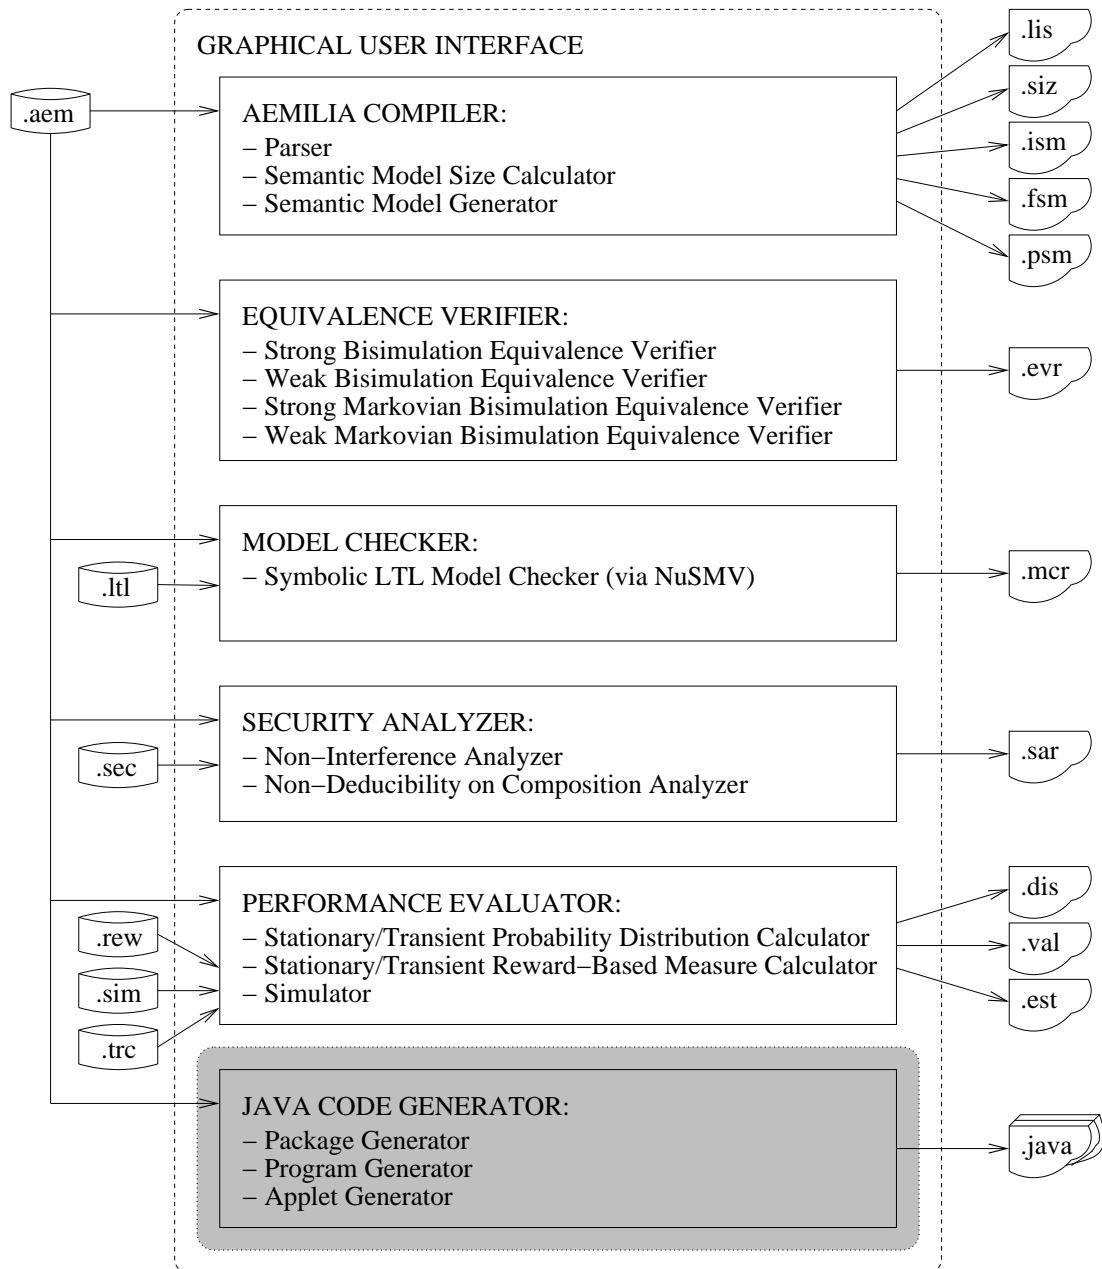 GRAPHICAL USER INTERFACE
.aem
AEMILIA COMPILER:
– Parser
– Semantic Model Size Calculator
– Semantic Model Generator
.lis
.siz
.ism
.fsm
.psm
EQUIVALENCE VERIFIER:
– Strong Bisimulation Equivalence Verifier
– Weak Bisimulation Equivalence Verifier
– Strong Markovian Bisimulation Equivalence Verifier
– Weak Markovian Bisimulation Equivalence Verifier
.evr
.ltl
MODEL CHECKER:
– Symbolic LTL Model Checker (via NuSMV)
.mcr
.sec
SECURITY ANALYZER:
– Non–Interference Analyzer
– Non–Deducibility on Composition Analyzer
.sar
.rew
.sim
.trc
PERFORMANCE EVALUATOR:
– Stationary/Transient Probability Distribution Calculator
– Stationary/Transient Reward–Based Measure Calculator
– Simulator
.dis
.val
.est
JAVA CODE GENERATOR:
– Package Generator
– Program Generator
– Applet Generator
.java